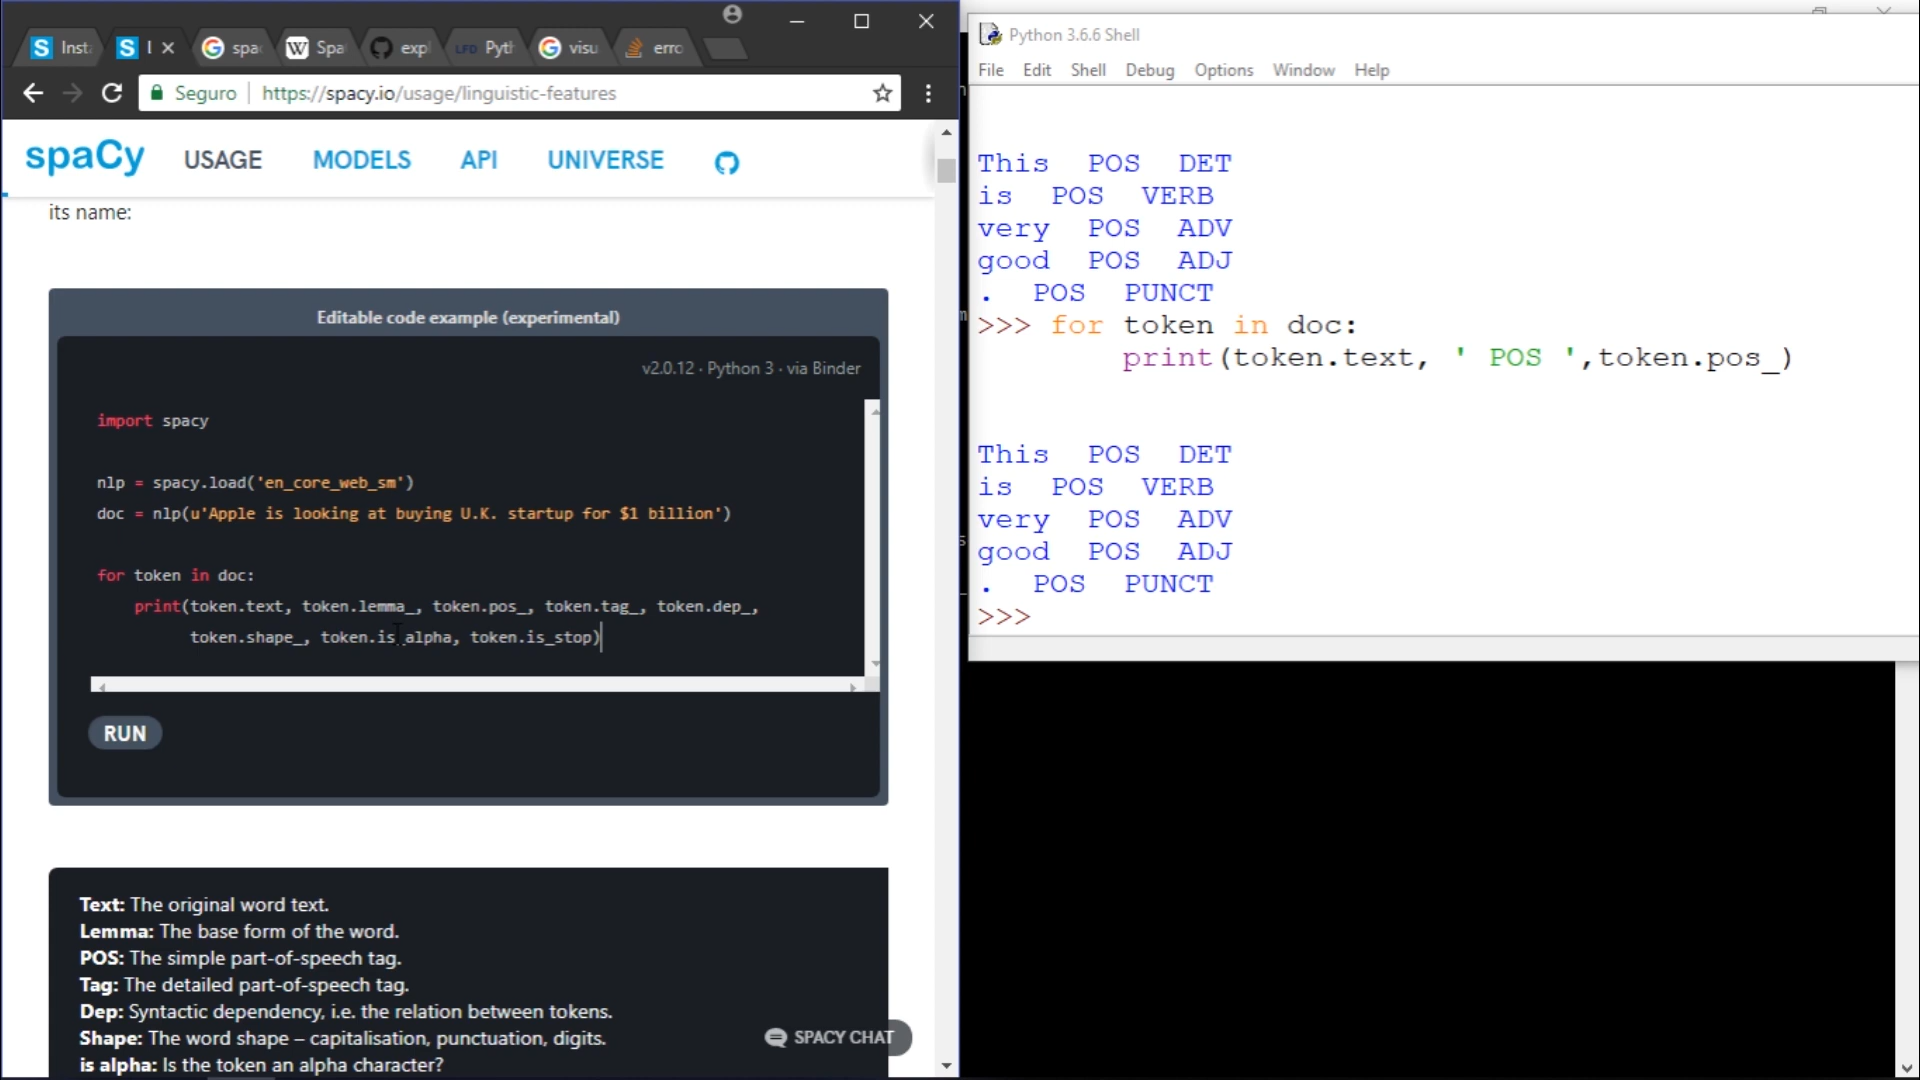 Inst
l
spa
Spa
exp
LFD Pyth
visu
erro
Seguro https://spacy.io/usage/linguistic-features
spaCy USAGE MODELS API UNIVERSE
its name:
Editable code example (experimental)
v2.0.12 · Python 3 · via Binder
import spacy
nlp = spacy.load('en_core_web_sm')
doc = nlp(u'Apple is looking at buying U.K. startup for $1 billion')
for token in doc:
print(token.text, token.lemma_, token.pos_, token.tag_, token.dep_,
token.shape_, token.is_alpha, token.is_stop)
RUN
Text: The original word text.
Lemma: The base form of the word.
POS: The simple part-of-speech tag.
Tag: The detailed part-of-speech tag.
Dep: Syntactic dependency, i.e. the relation between tokens.
Shape: The word shape – capitalisation, punctuation, digits.
is alpha: Is the token an alpha character?
SPACY CHAT
Python 3.6.6 Shell
File Edit Shell Debug Options Window Help
This POS DET
is POS VERB
very POS ADV
good POS ADJ
. POS PUNCT
>>> for token in doc:
print(token.text, ' POS ',token.pos_)
This POS DET
is POS VERB
very POS ADV
good POS ADJ
. POS PUNCT
>>>